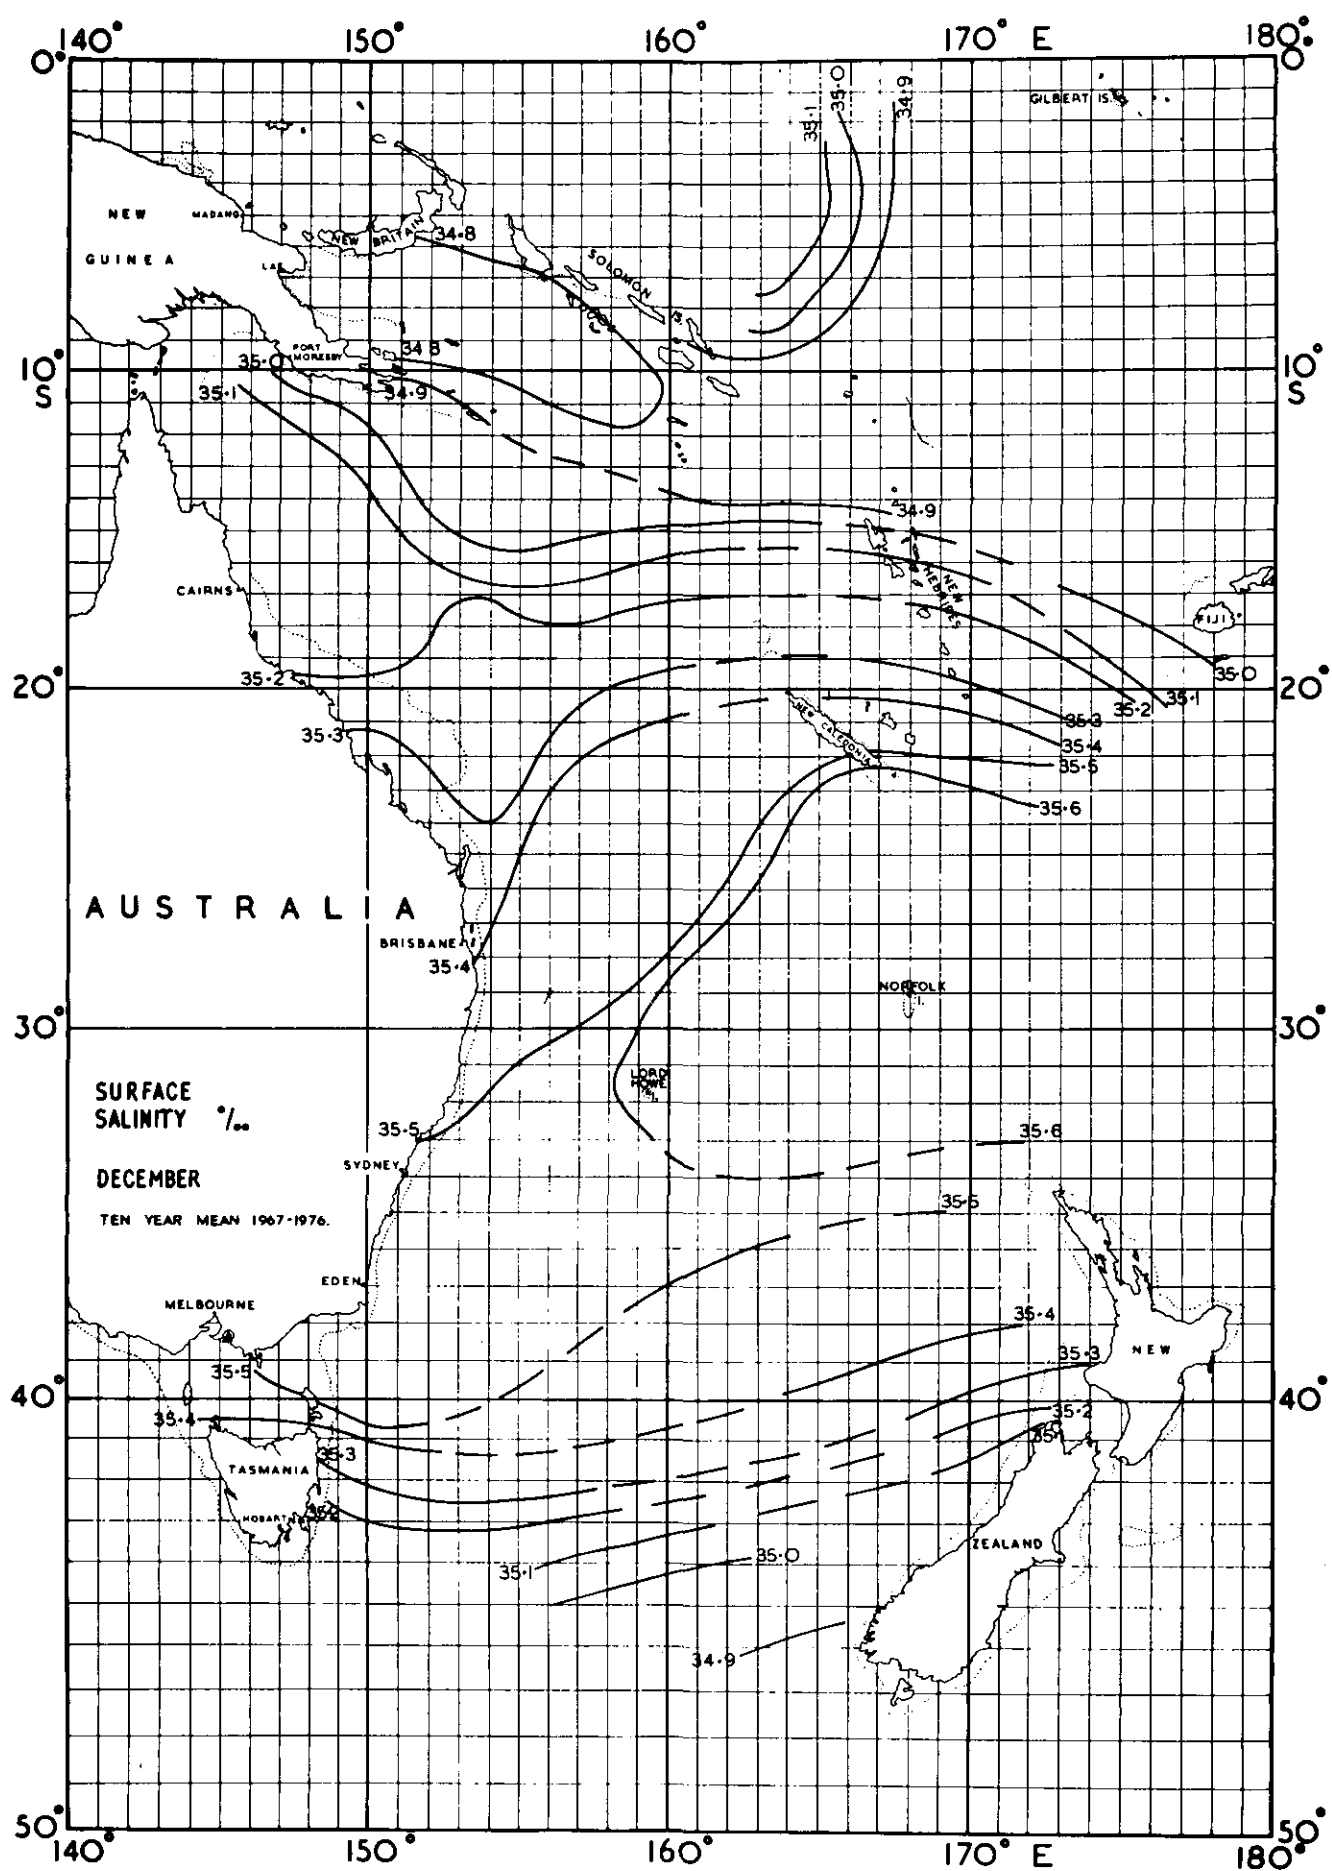 140° 150° 160° 170° E 180°
0° 0°
35·1 35·0 34·9
GILBERT IS.
NEW
GUINEA
MADANG
LAE
NEW BRITAIN
34·8
SOLOMON
IS.
PORT
MORESBY
34·8
35·0
10°
S
10°
S
35·1
34·9
34·9
CAIRNS
NEW
HEBRIDES
FIJI
20°
35·2
20°
35·0
35·1
35·2
35·3
35·3
35·4
35·5
35·6
NEW CALEDONIA
AUSTRALIA
BRISBANE
35·4
NORFOLK
I.
30°
30°
LORD
HOWE
I.
SURFACE
SALINITY °/₀₀
35·5
35·6
SYDNEY
DECEMBER
35·5
TEN YEAR MEAN 1967-1976.
EDEN
MELBOURNE
35·4
35·5
35·3
NEW
40°
40°
35·4
35·2
35·1
35·3
TASMANIA
HOBART
35·2
ZEALAND
35·1
35·0
34·9
50°
50°
140° 150° 160° 170° E 180°